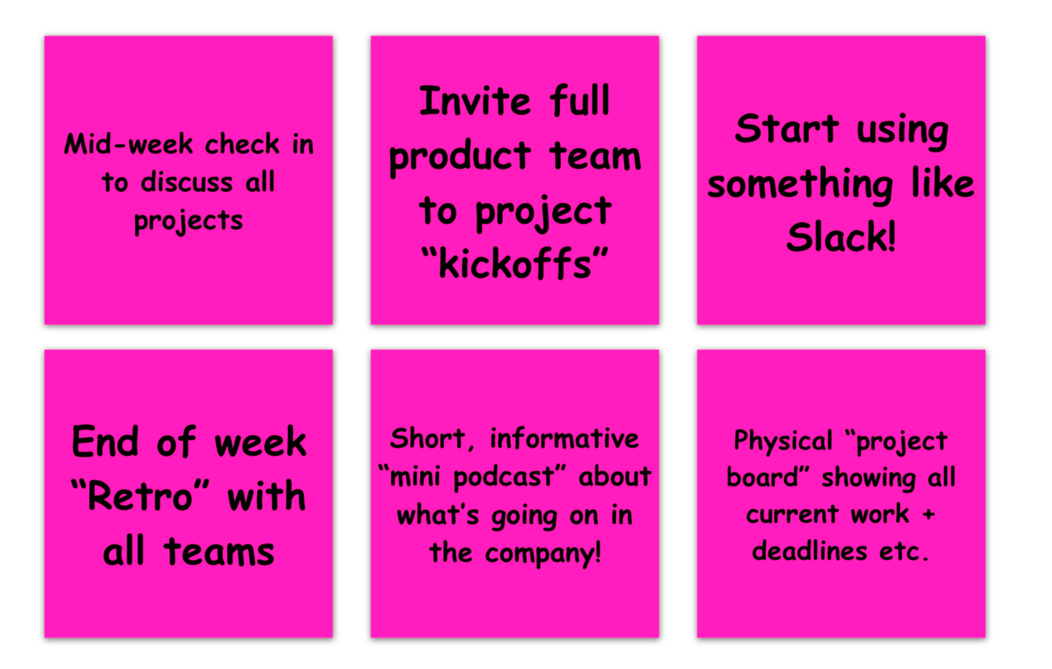 Mid-week check in
to discuss all
projects
Invite full
product team
to project
“kickoffs”
Start using
something like
Slack!
End of week
“Retro” with
all teams
Short, informative
“mini podcast” about
what’s going on in
the company!
Physical “project
board” showing all
current work +
deadlines etc.